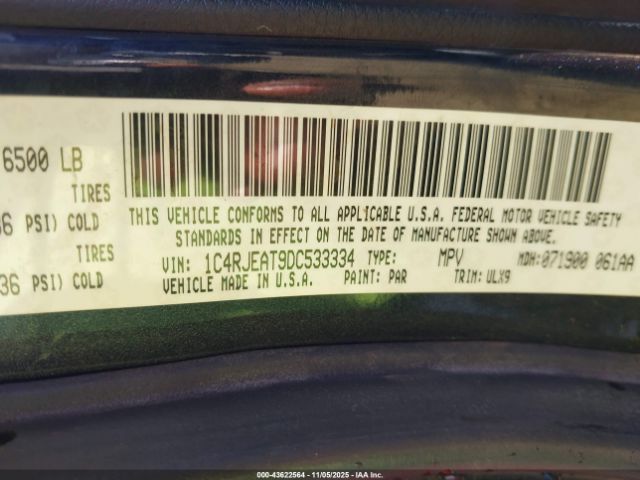 6500 LB
TIRES
36 PSI) COLD
TIRES
36 PSI) COLD
THIS VEHICLE CONFORMS TO ALL APPLICABLE U.S.A. FEDERAL MOTOR VEHICLE SAFETY
STANDARDS IN EFFECT ON THE DATE OF MANUFACTURE SHOWN ABOVE.
VIN: 1C4RJEAT9DC533334 TYPE: MPV MDH: 071900 061AA
VEHICLE MADE IN U.S.A. PAINT: PAR TRIM: ULX9
000-43622564 - 11/05/2025 - IAA Inc.